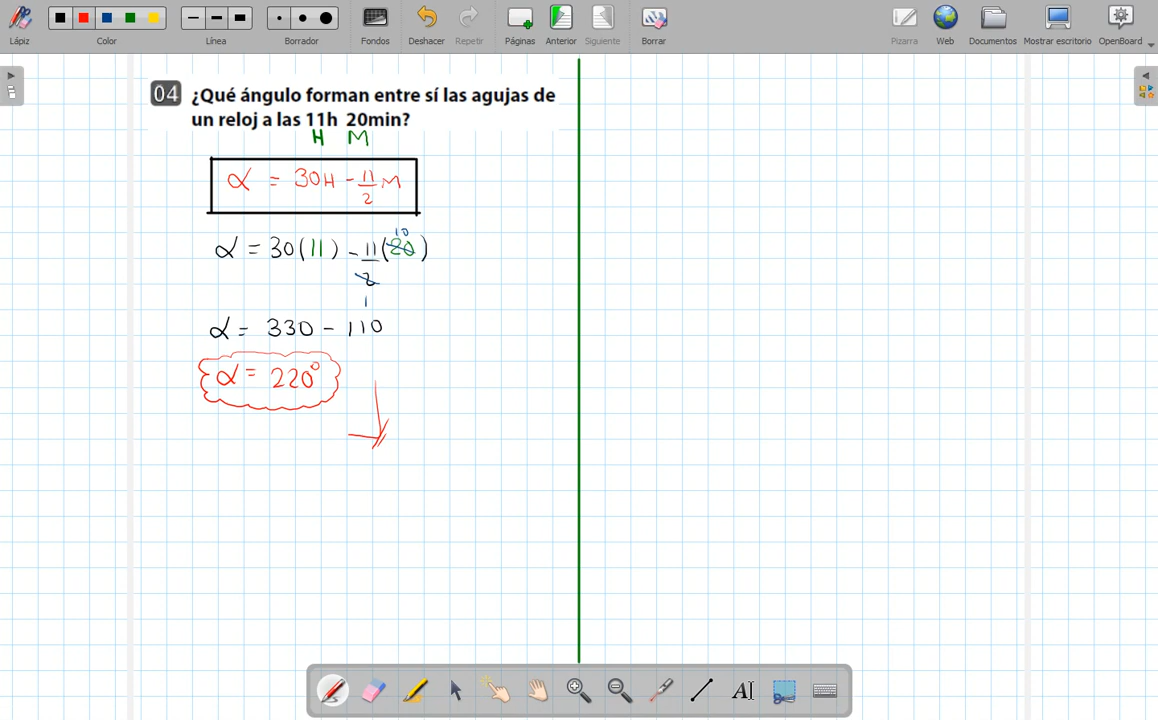 Lápiz Color Línea Borrador Fondos Deshacer Repetir Páginas Anterior Siguiente Borrar Pizarra Web Documentos Mostrar escritorio OpenBoard
04 ¿Qué ángulo forman entre sí las agujas de
un reloj a las 11h 20min?
H M
α = 30H - 11/2 M
10
α = 30(11) - 11/2(20)
1
α = 330 - 110
α = 220°
AI